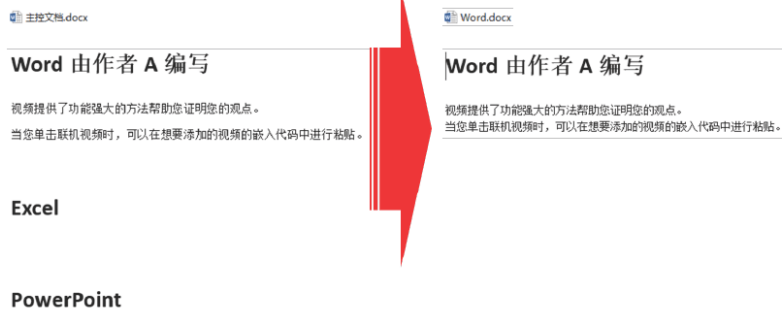 主控文档.docx
Word 由作者 A 编写
视频提供了功能强大的方法帮助您证明您的观点。
当您单击联机视频时，可以在想要添加的视频的嵌入代码中进行粘贴。
Excel
PowerPoint
Word.docx
Word 由作者 A 编写
视频提供了功能强大的方法帮助您证明您的观点。
当您单击联机视频时，可以在想要添加的视频的嵌入代码中进行粘贴。